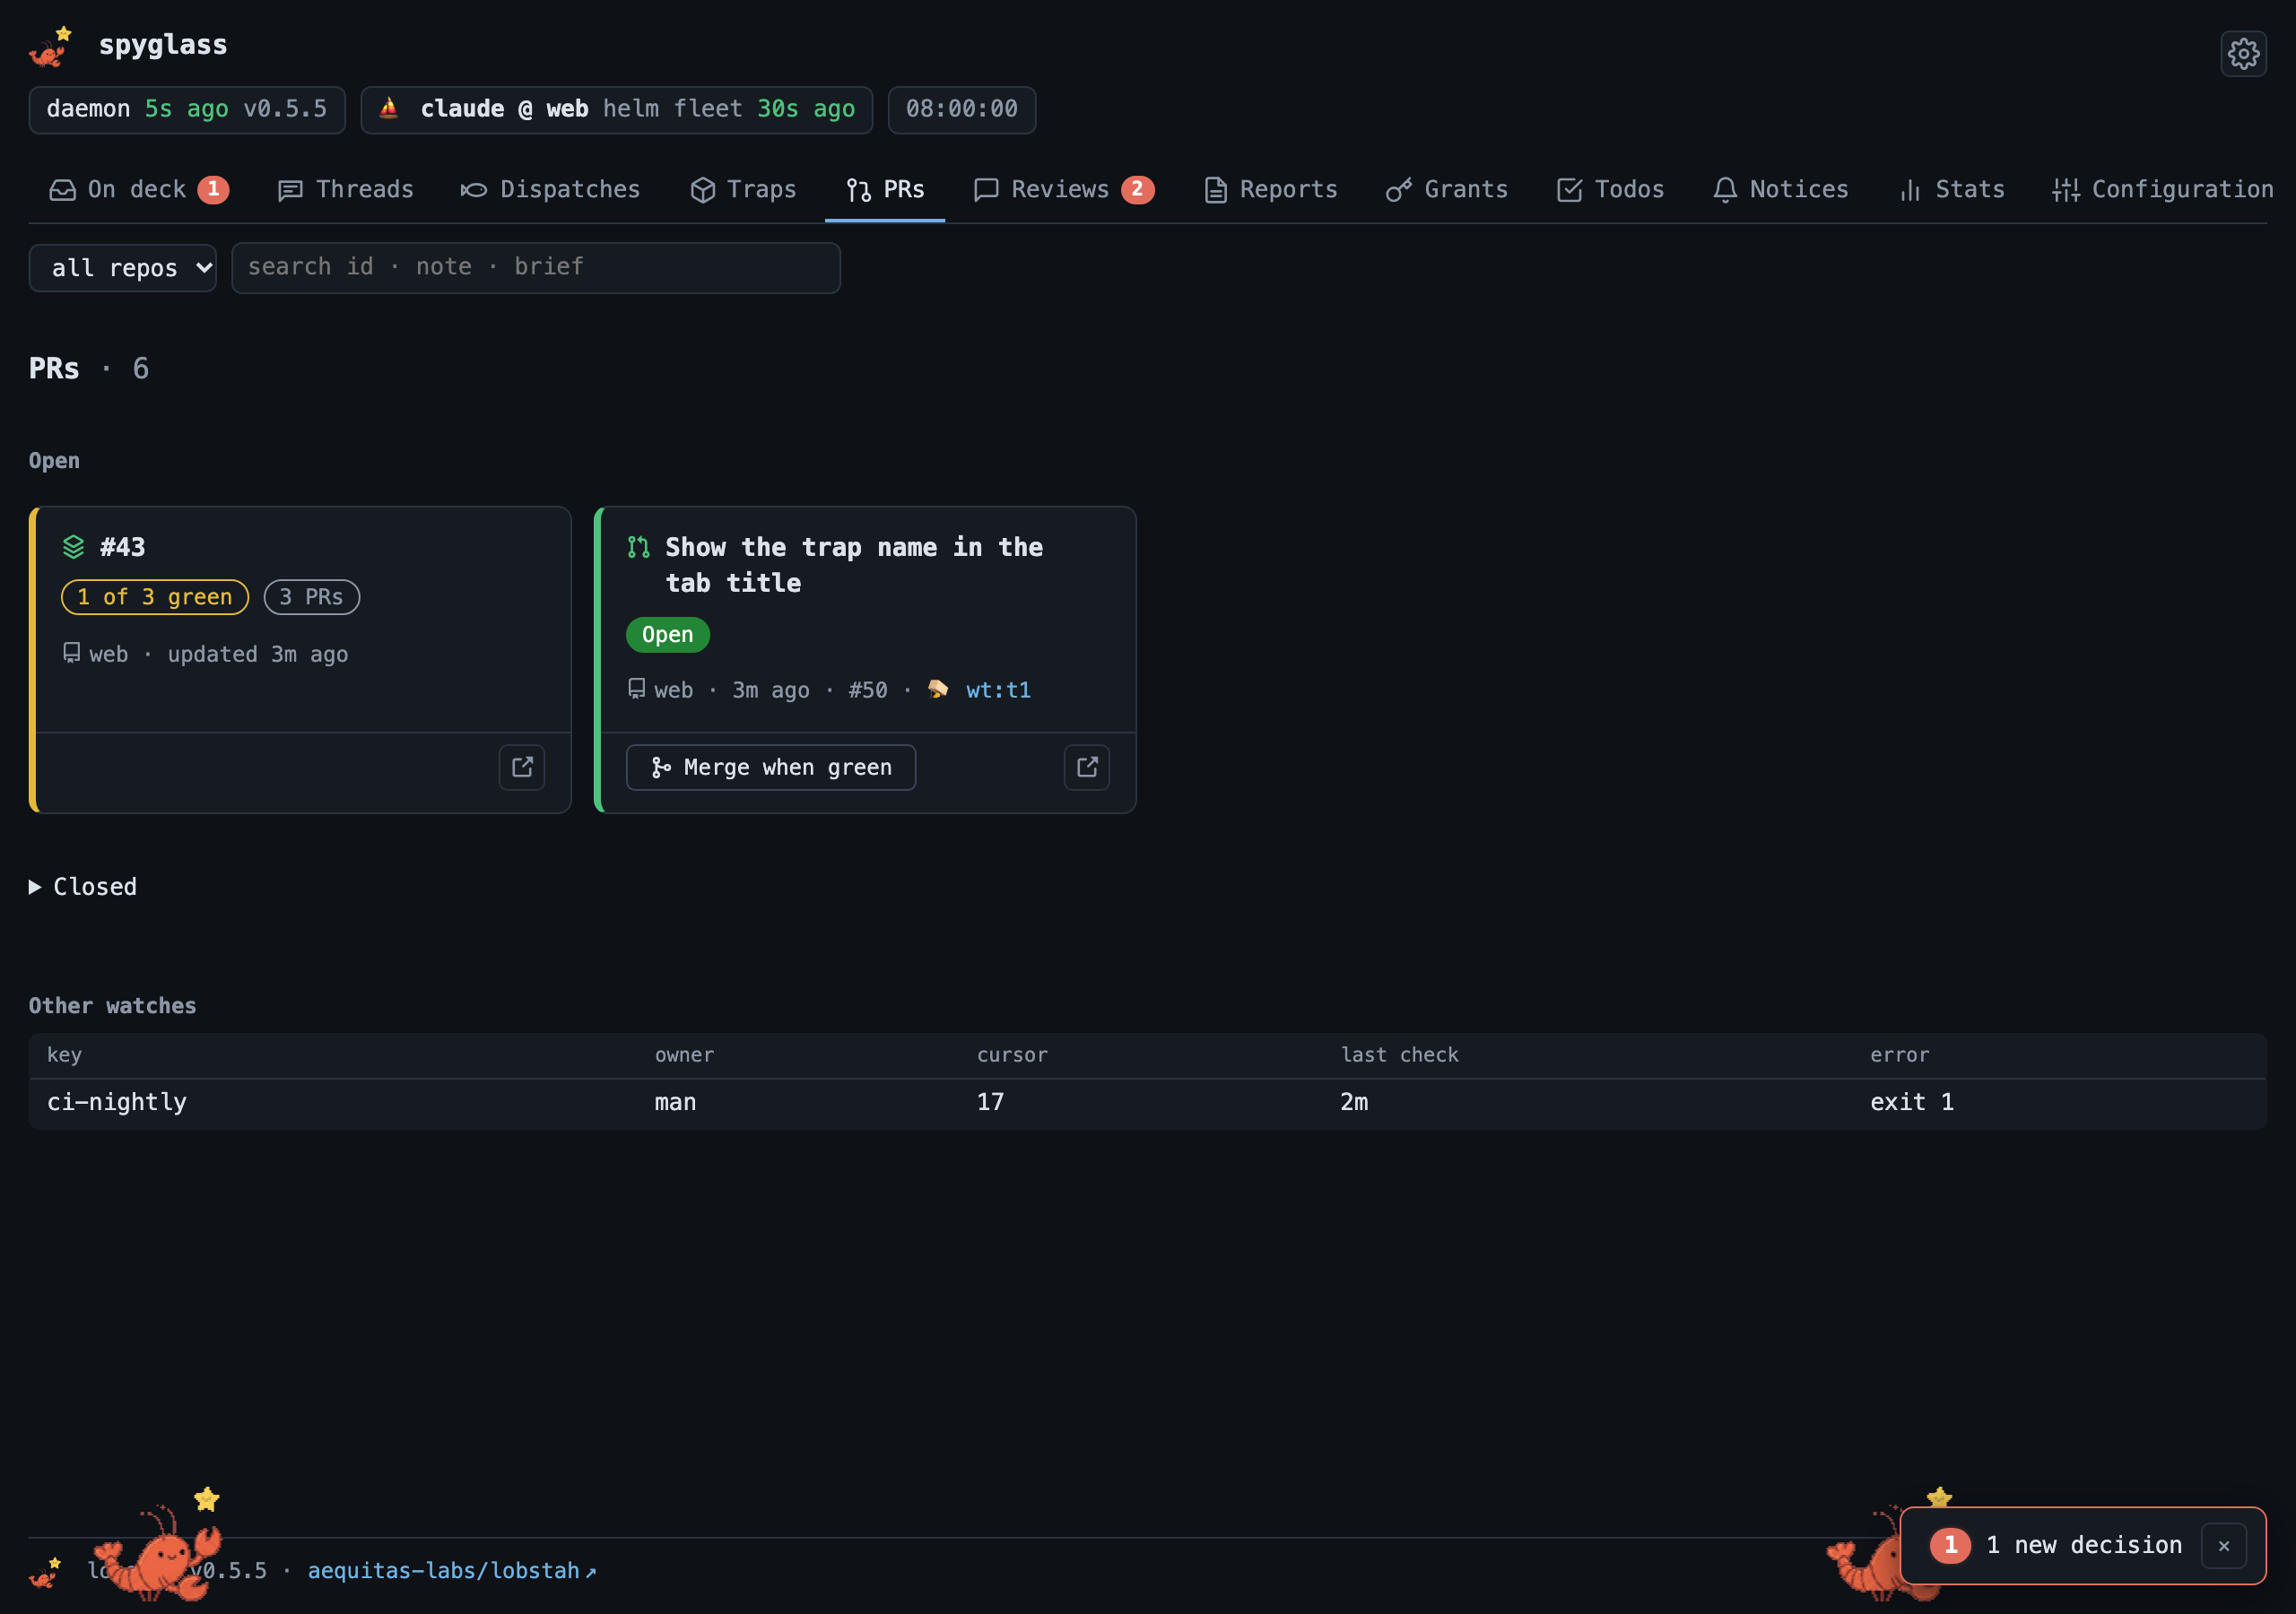 spyglass
daemon 5s ago v0.5.5
claude @ web helm fleet 30s ago
08:00:00
On deck 1
Threads
Dispatches
Traps
PRs
Reviews 2
Reports
Grants
Todos
Notices
Stats
Configuration
all repos
search id · note · brief
PRs · 6
Open
#43
1 of 3 green
3 PRs
web · updated 3m ago
Show the trap name in the
tab title
Open
web · 3m ago · #50 · wt:t1
Merge when green
Closed
Other watches
key owner cursor last check error
ci-nightly man 17 2m exit 1
v0.5.5 · aequitas-labs/lobstah↗
1 1 new decision ×